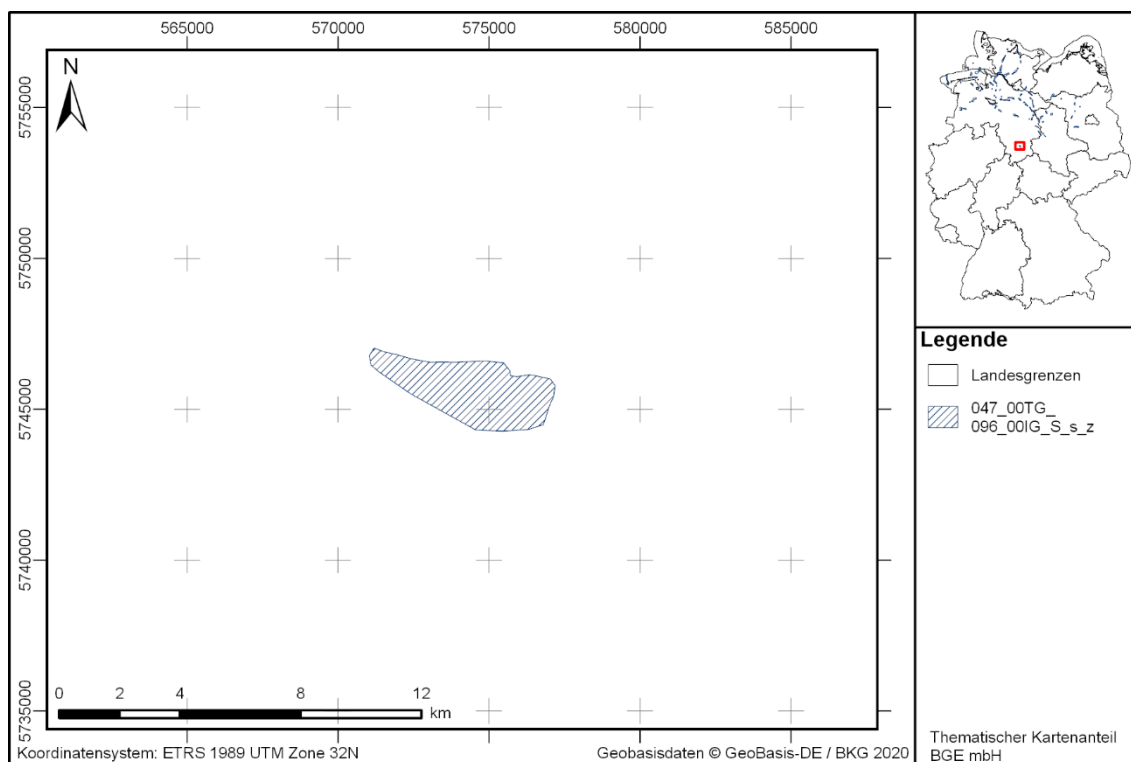 565000 570000 575000 580000 585000
N
5755000
5750000
5745000
5740000
5735000
0 2 4 8 12
km
Koordinatensystem: ETRS 1989 UTM Zone 32N
Geobasisdaten © GeoBasis-DE / BKG 2020
Legende
Landesgrenzen
047_00TG_
096_00IG_S_s_z
Thematischer Kartenanteil
BGE mbH